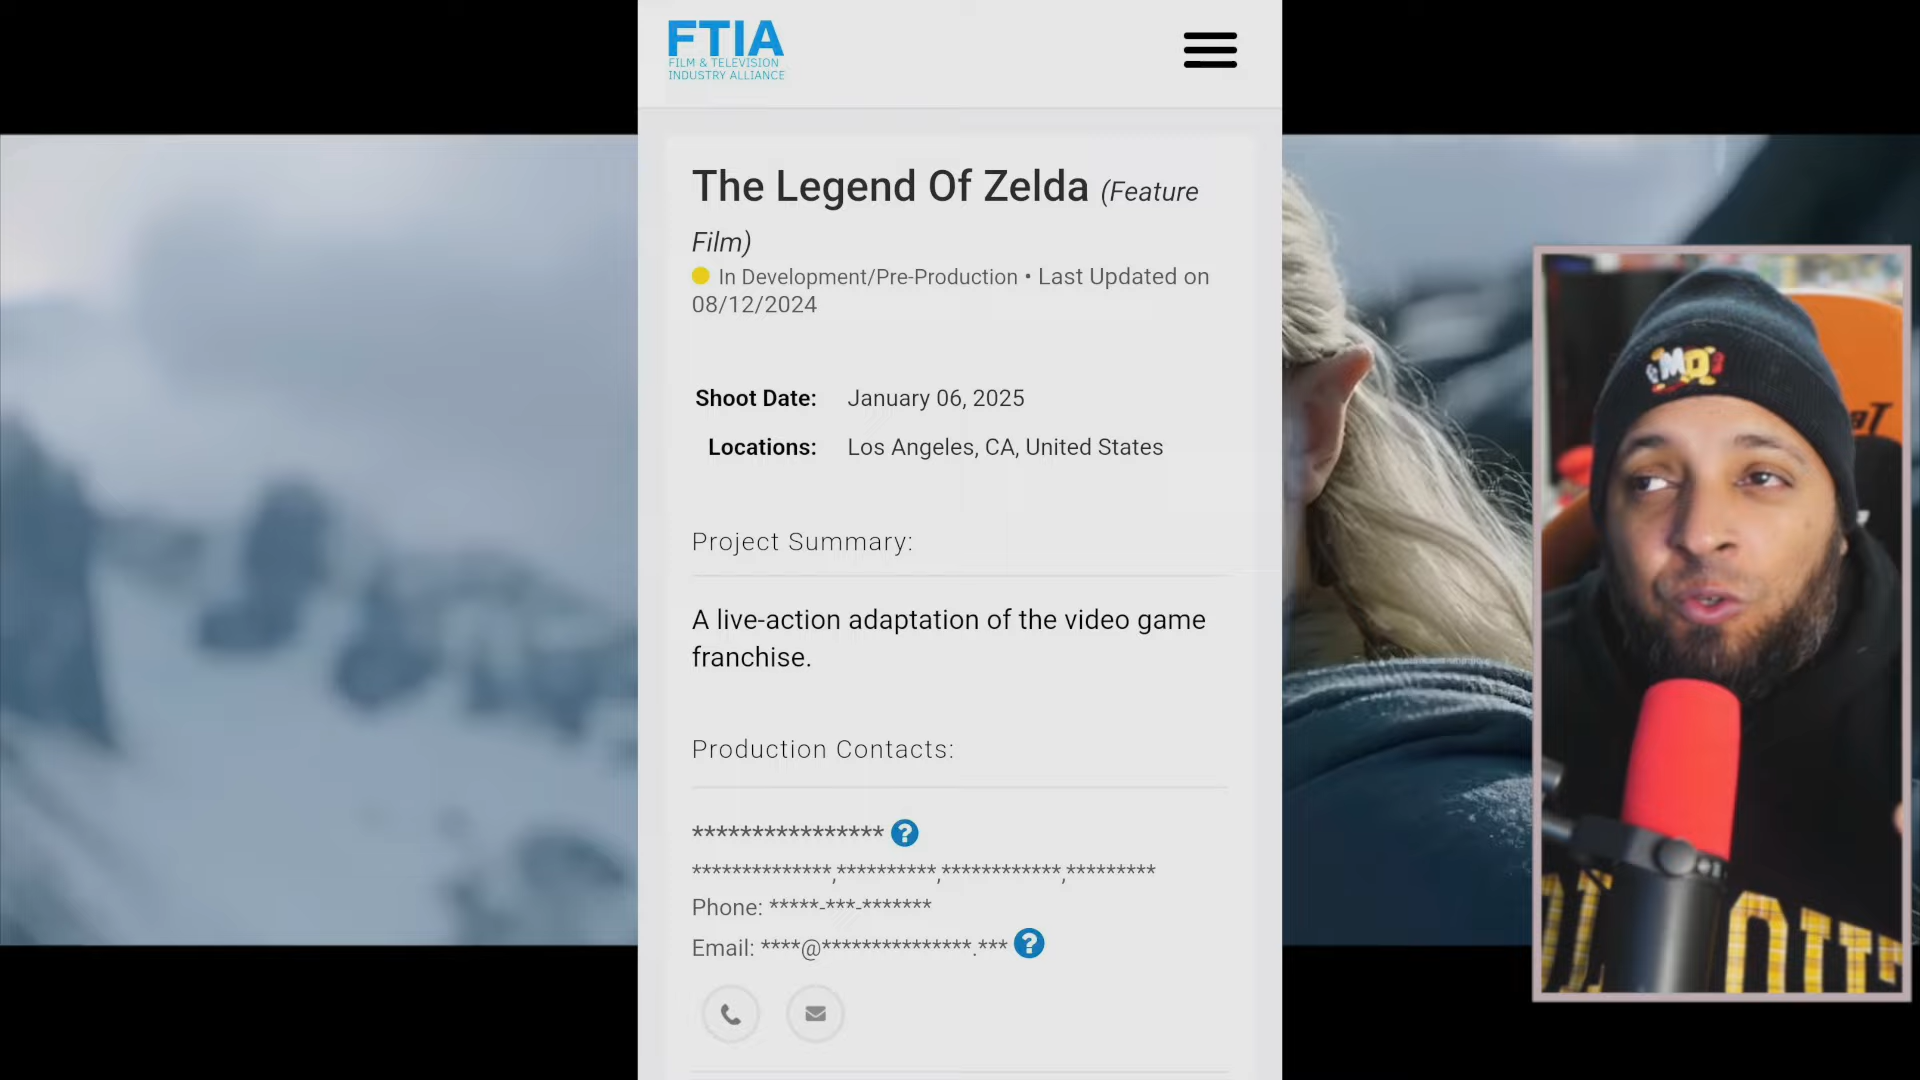 FTIA
FILM & TELEVISION
INDUSTRY ALLIANCE
The Legend Of Zelda (Feature
Film)
In Development/Pre-Production • Last Updated on
08/12/2024
Shoot Date: January 06, 2025
Locations: Los Angeles, CA, United States
Project Summary:
A live-action adaptation of the video game
franchise.
Production Contacts:
**************** ?
**************,**********,************,*********
Phone: *****-***-*******
Email: ****@***************.*** ?
MO